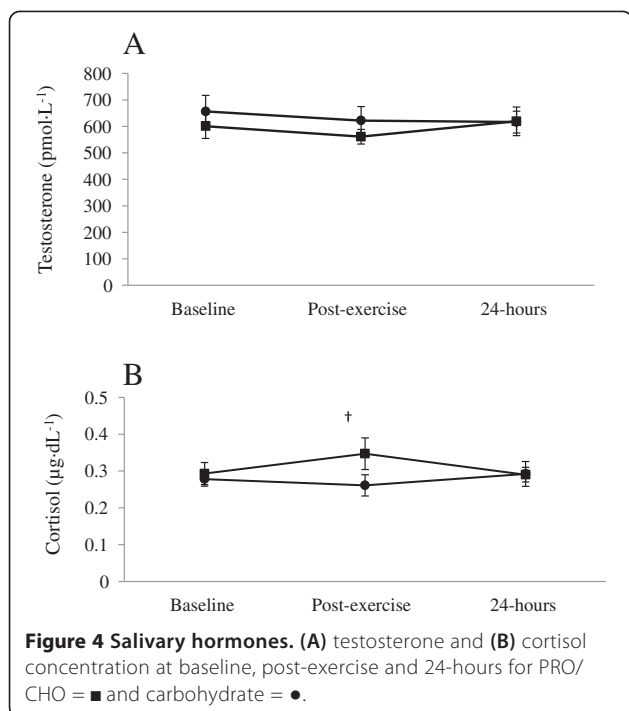 A
800
700
600
500
400
300
200
100
0
Testosterone (pmol·L-1)
Baseline Post-exercise 24-hours
B
0.5
0.4
0.3
0.2
0.1
0
Cortisol (µg·dL-1)
†
Baseline Post-exercise 24-hours
Figure 4 Salivary hormones. (A) testosterone and (B) cortisol
concentration at baseline, post-exercise and 24-hours for PRO/
CHO = ■ and carbohydrate = ●.